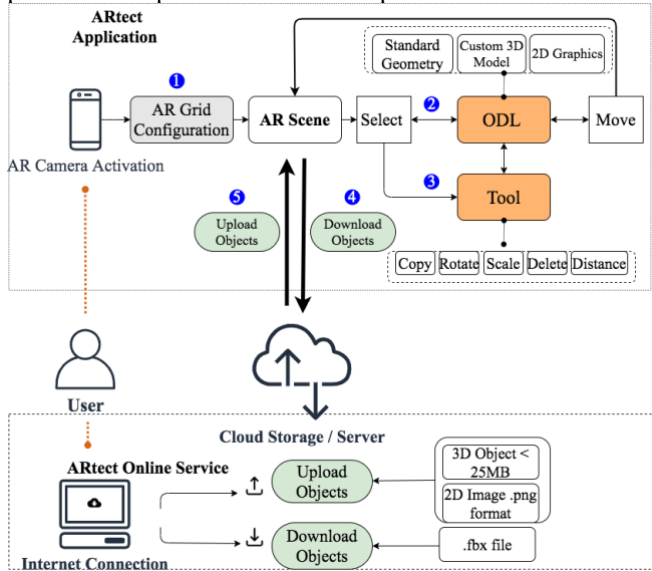 ARtect
Application
Standard
Geometry
Custom 3D
Model
2D Graphics
1
AR Grid
Configuration
AR Scene
Select
2
ODL
Move
AR Camera Activation
3
Tool
5
Upload
Objects
4
Download
Objects
Copy
Rotate
Scale
Delete
Distance
User
Cloud Storage / Server
ARtect Online Service
Upload
Objects
3D Object <
25MB
2D Image .png
format
Download
Objects
.fbx file
Internet Connection